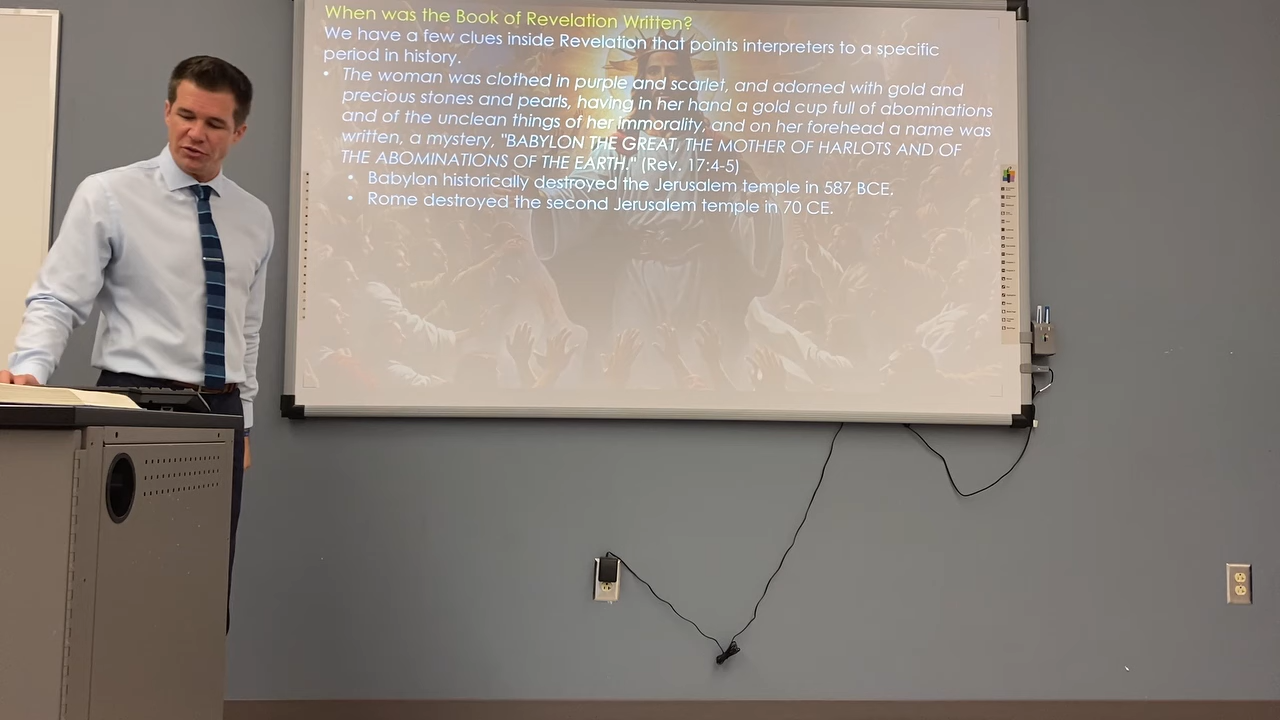 When was the Book of Revelation Written?
We have a few clues inside Revelation that points interpreters to a specific
period in history.
• The woman was clothed in purple and scarlet, and adorned with gold and
precious stones and pearls, having in her hand a gold cup full of abominations
and of the unclean things of her immorality, and on her forehead a name was
written, a mystery, "BABYLON THE GREAT, THE MOTHER OF HARLOTS AND OF
THE ABOMINATIONS OF THE EARTH." (Rev. 17:4-5)
• Babylon historically destroyed the Jerusalem temple in 587 BCE.
• Rome destroyed the second Jerusalem temple in 70 CE.